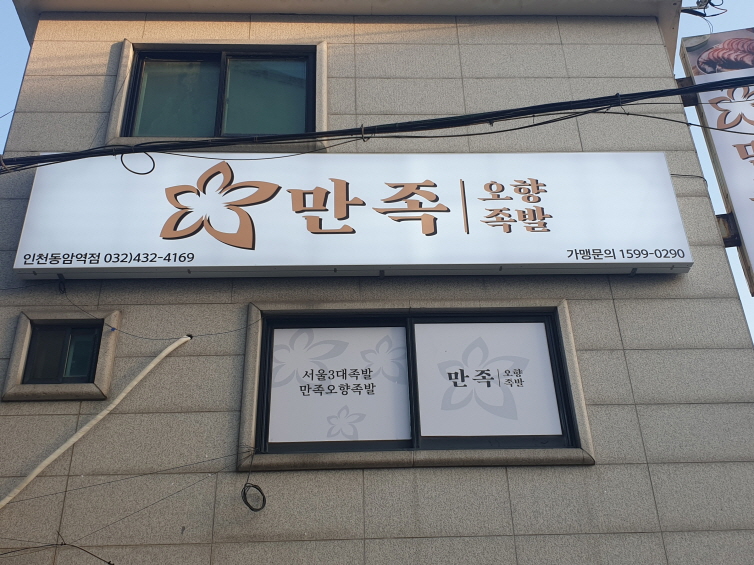 만족 오향
족발
인천동암역점 032)432-4169
가맹문의 1599-0290
서울3대족발
만족오향족발
만족 오향
족발